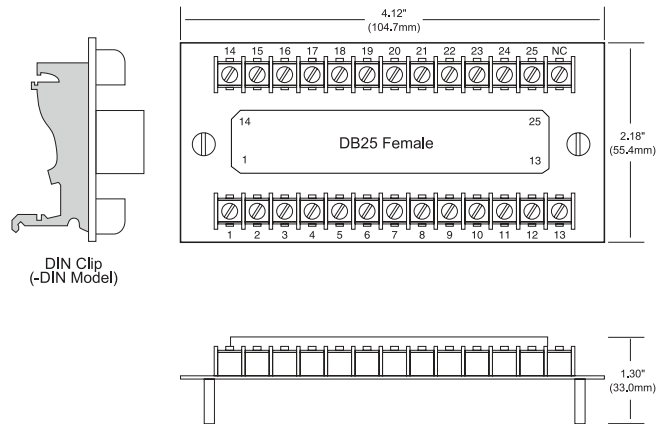 4.12"
(104.7mm)
14 15 16 17 18 19 20 21 22 23 24 25 NC
14 25
DB25 Female
1 13
2.18"
(55.4mm)
1 2 3 4 5 6 7 8 9 10 11 12 13
DIN Clip
(-DIN Model)
1.30"
(33.0mm)